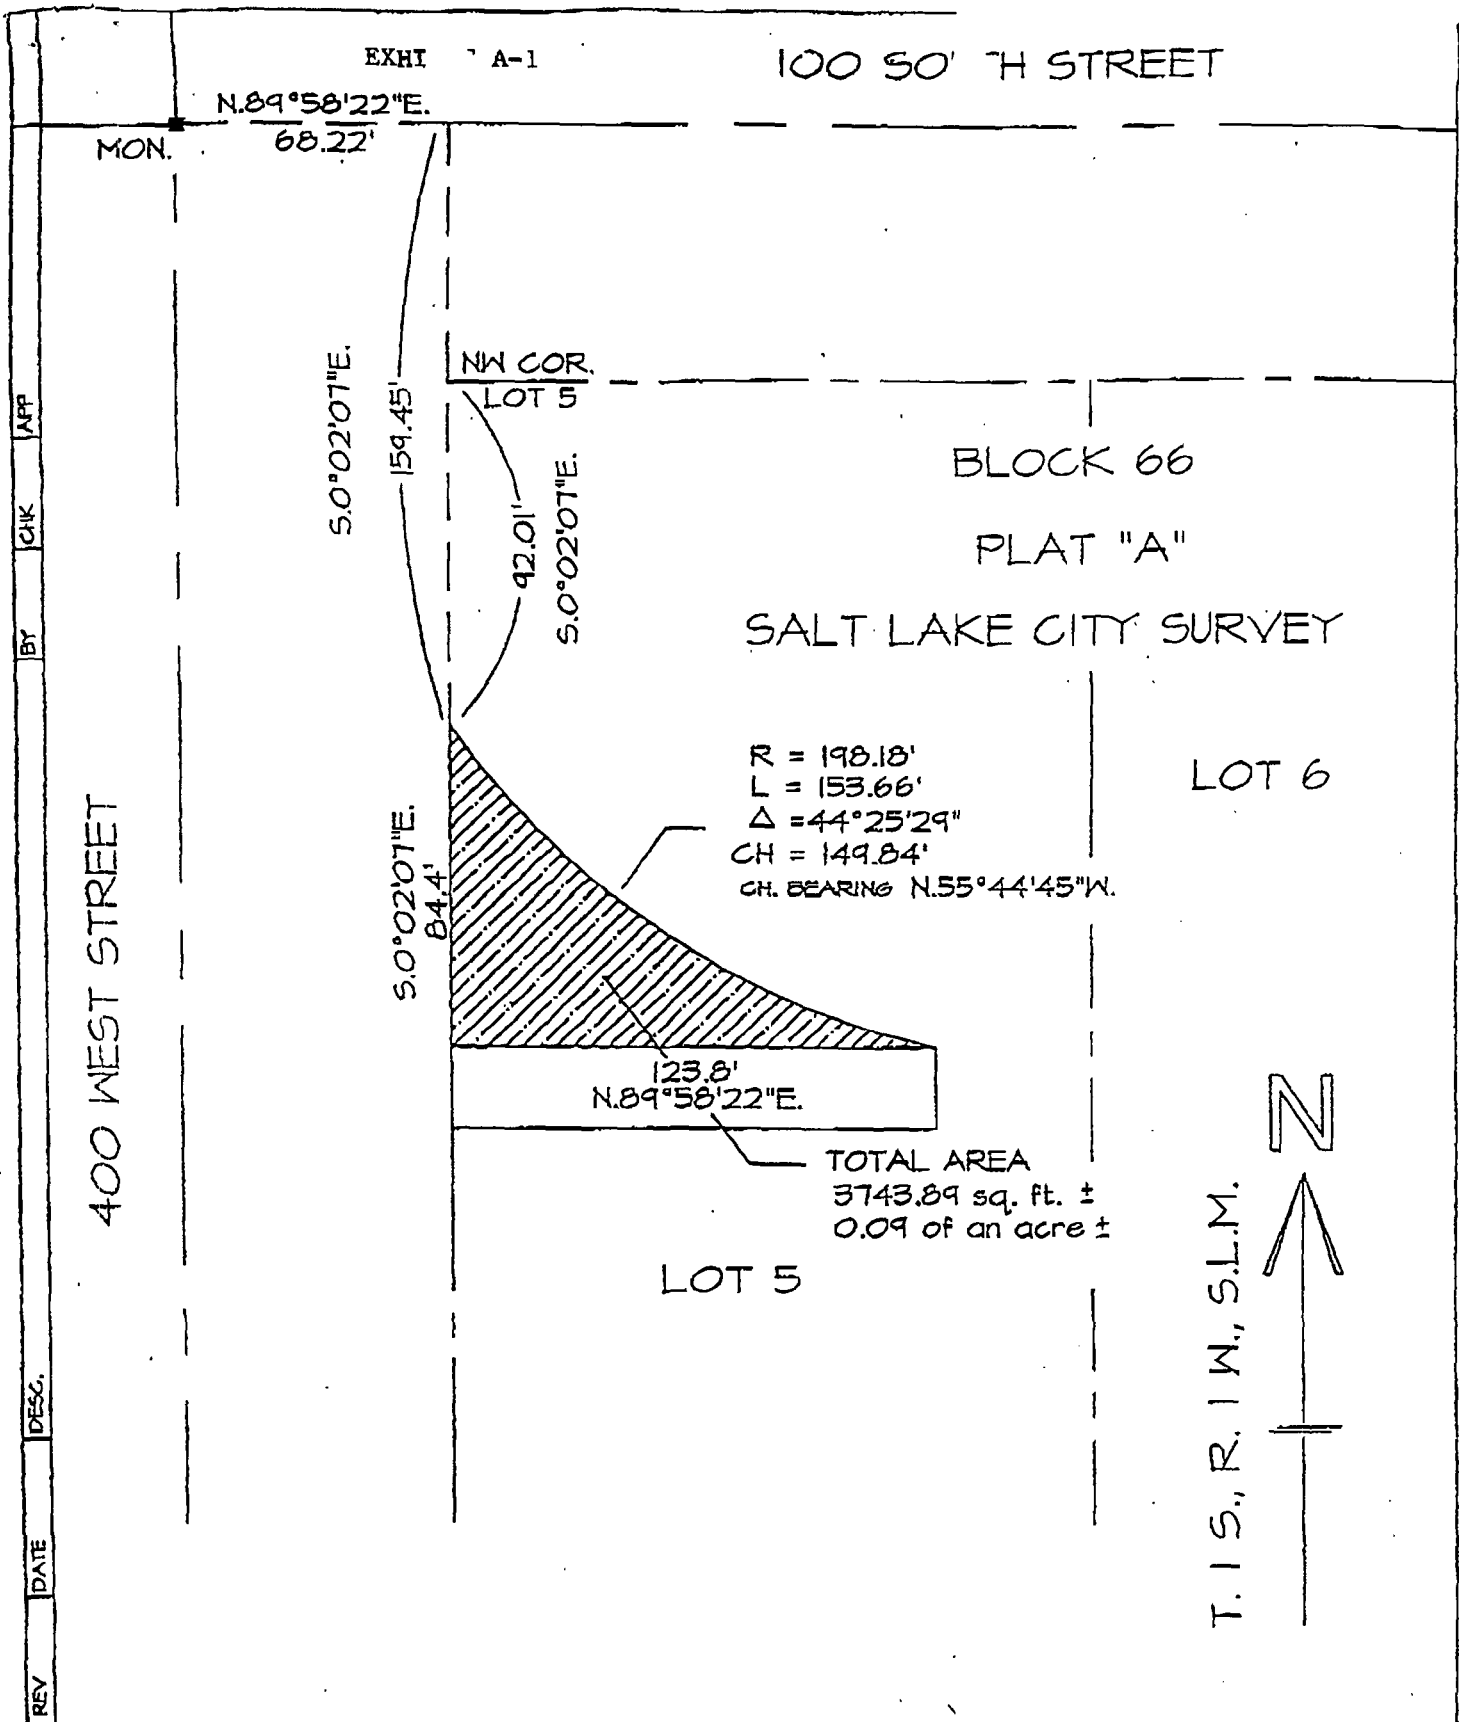 EXHI A-1
100 SO' TH STREET
N.89°58'22"E.
68.22'
MON.
NW COR.
LOT 5
S.0°02'07"E.
159.45'
92.01'
S.0°02'07"E.
BLOCK 66
PLAT "A"
SALT LAKE CITY SURVEY
R = 198.18'
L = 153.66'
Δ =44°25'29"
CH = 149.84'
CH. BEARING N.55°44'45"W.
LOT 6
S.0°02'07"E.
84.4'
400 WEST STREET
123.8'
N.89°58'22"E.
TOTAL AREA
3743.89 sq. ft. ±
0.09 of an acre ±
LOT 5
N
T. 1 S., R. 1 W., S.L.M.
REV DATE DESC. BY CHK APP